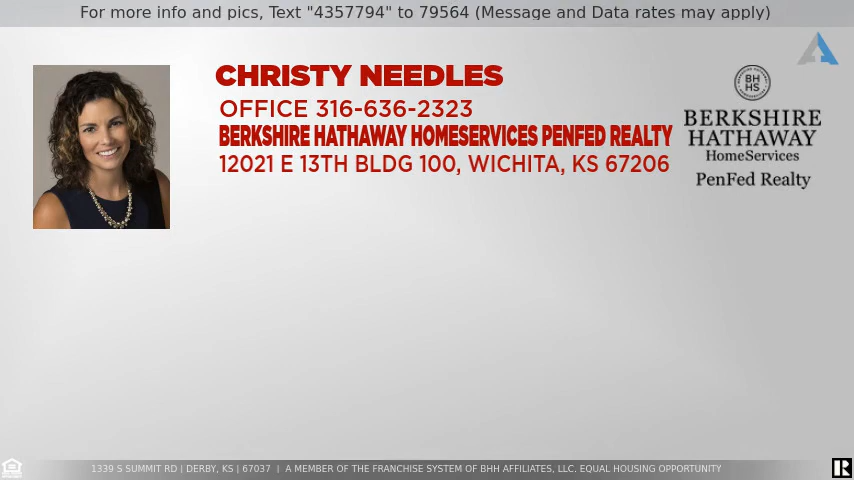 For more info and pics, Text "4357794" to 79564 (Message and Data rates may apply)
CHRISTY NEEDLES
OFFICE 316-636-2323
BERKSHIRE HATHAWAY HOMESERVICES PENFED REALTY
12021 E 13TH BLDG 100, WICHITA, KS 67206
BH
HS
BERKSHIRE
HATHAWAY
HomeServices
PenFed Realty
1339 S SUMMIT RD | DERBY, KS | 67037 | A MEMBER OF THE FRANCHISE SYSTEM OF BHH AFFILIATES, LLC. EQUAL HOUSING OPPORTUNITY